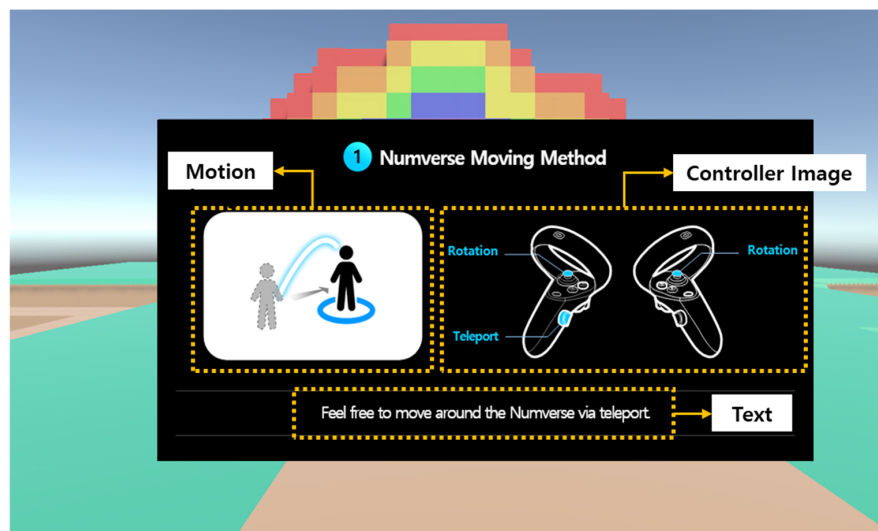 1 Numverse Moving Method
Motion
Controller Image
Rotation
Rotation
Teleport
Feel free to move around the Numverse via teleport.
Text